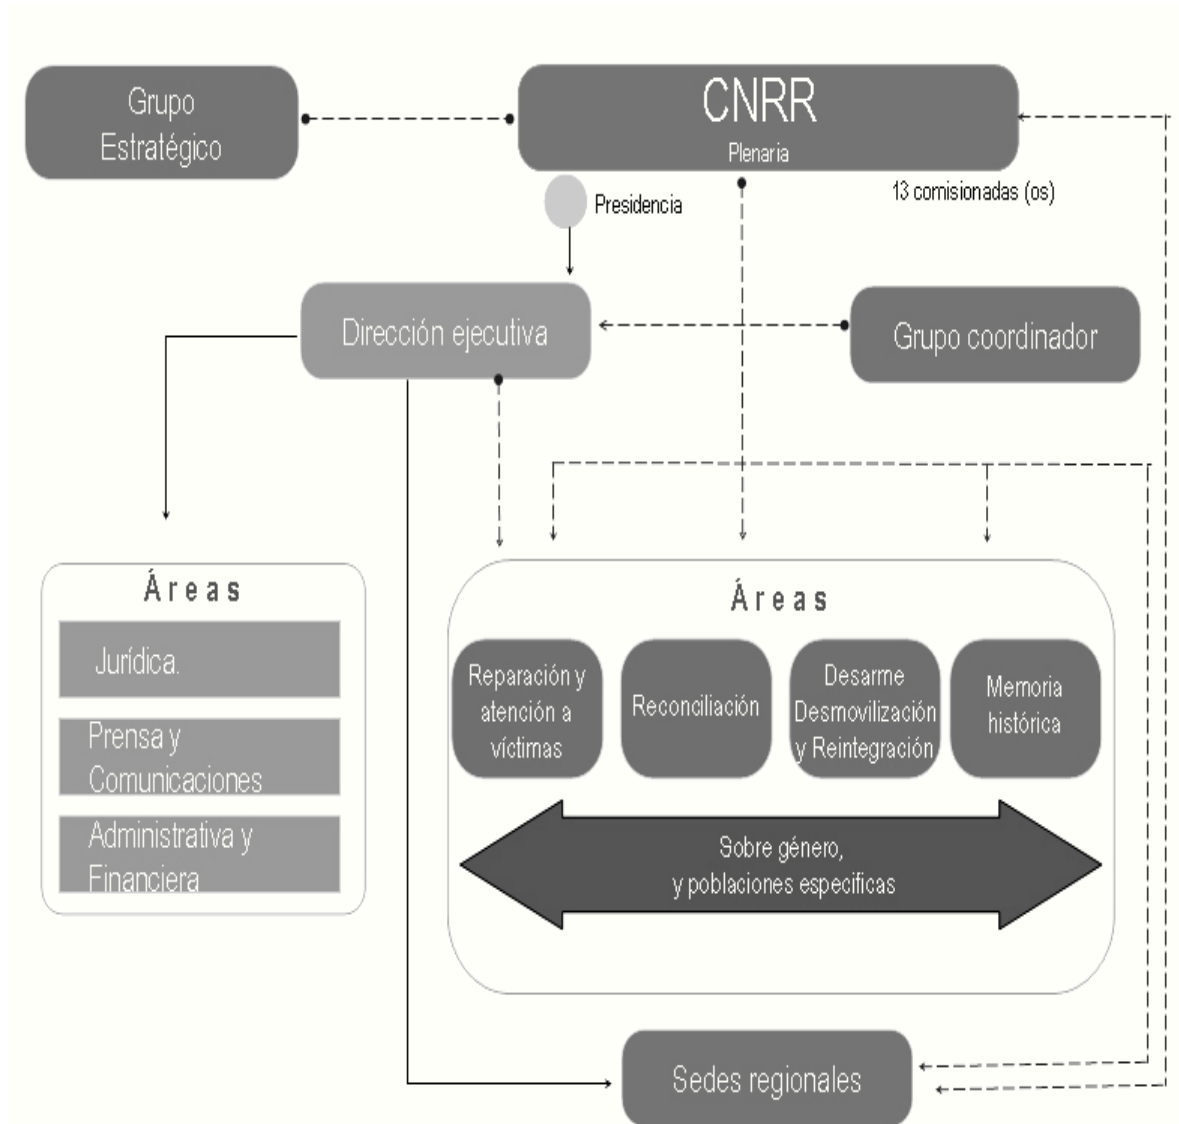 Grupo
Estratégico
CNRR
Plenaria
13 comisionadas (os)
Presidencia
Dirección ejecutiva
Grupo coordinador
Áreas
Jurídica.
Prensa y
Comunicaciones
Administrativa y
Financiera
Áreas
Reparación y
atención a
víctimas
Reconciliación
Desarme
Desmovilización
y Reintegración
Memoria
histórica
Sobre género,
y poblaciones especificas
Sedes regionales